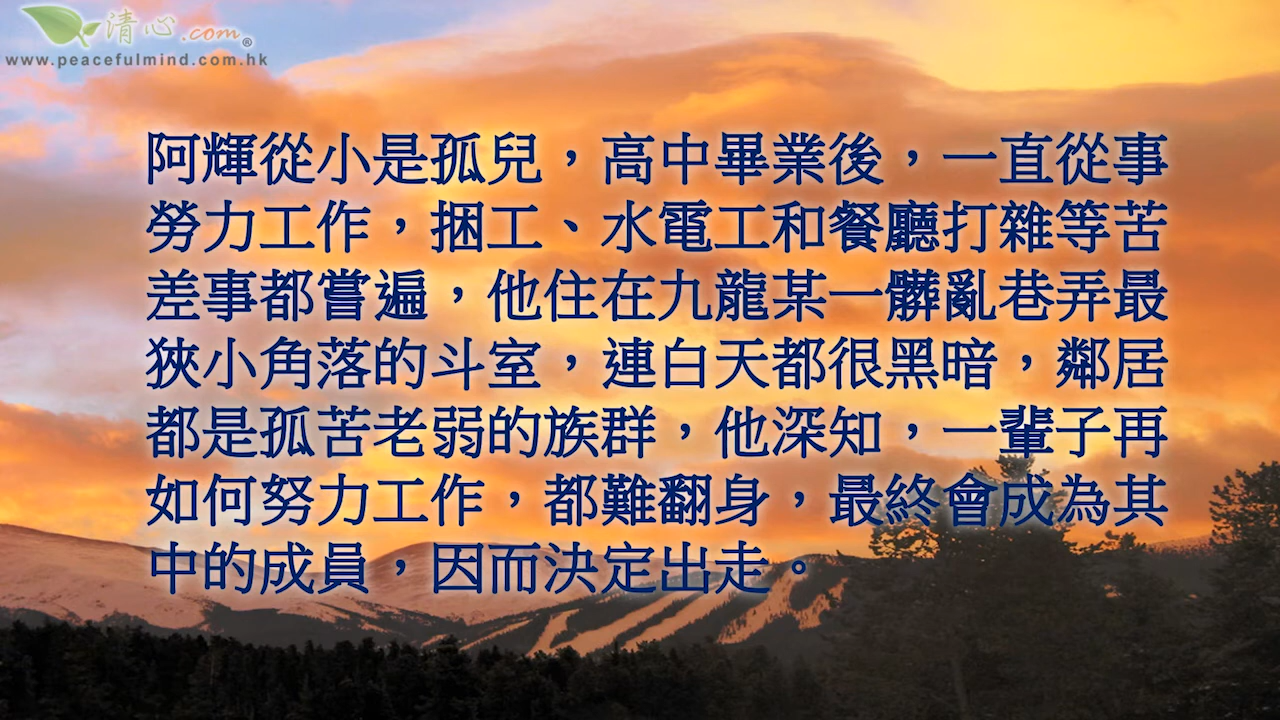 清心.com®
www.peacefulmind.com.hk
阿輝從小是孤兒，高中畢業後，一直從事
勞力工作，捆工、水電工和餐廳打雜等苦
差事都嘗遍，他住在九龍某一髒亂巷弄最
狹小角落的斗室，連白天都很黑暗，鄰居
都是孤苦老弱的族群，他深知，一輩子再
如何努力工作，都難翻身，最終會成為其
中的成員，因而決定出走。